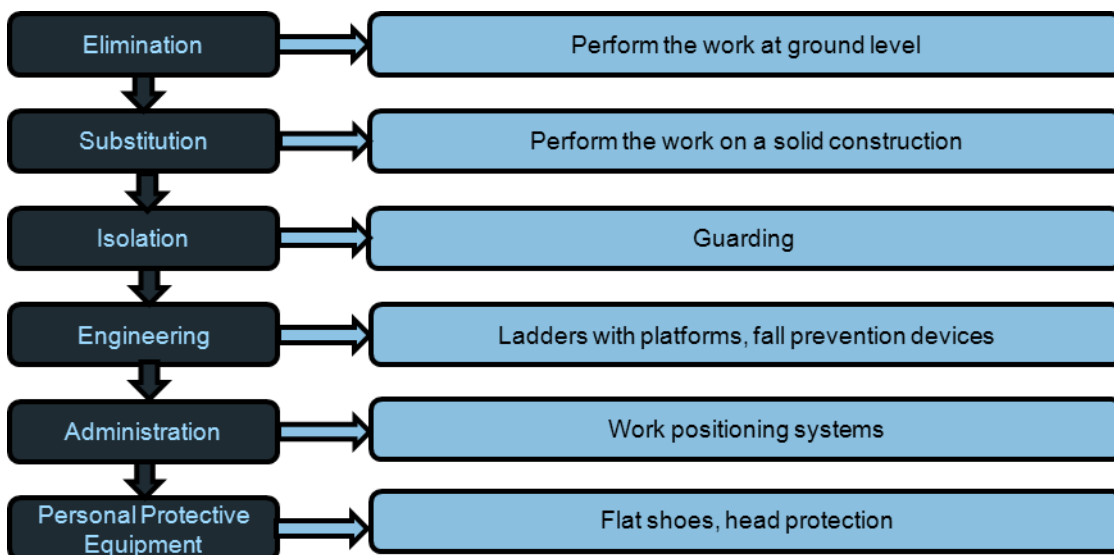 Elimination
Perform the work at ground level
Substitution
Perform the work on a solid construction
Isolation
Guarding
Engineering
Ladders with platforms, fall prevention devices
Administration
Work positioning systems
Personal Protective
Equipment
Flat shoes, head protection